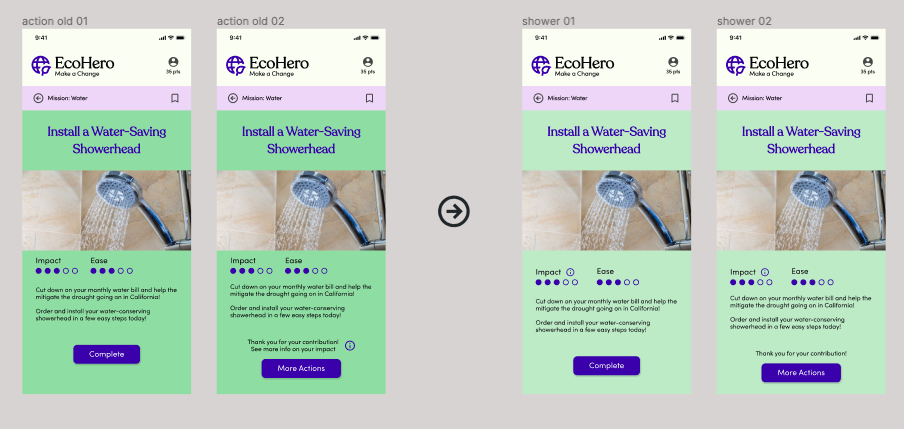 action old 01
9:41
EcoHero
Make a Change
35 pts
Mission: Water
Install a Water-Saving
Showerhead
Impact
Ease
Cut down on your monthly water bill and help the
mitigate the drought going on in California!
Order and install your water-conserving
showerhead in a few easy steps today!
Complete
action old 02
9:41
EcoHero
Make a Change
35 pts
Mission: Water
Install a Water-Saving
Showerhead
Impact
Ease
Cut down on your monthly water bill and help the
mitigate the drought going on in California!
Order and install your water-conserving
showerhead in a few easy steps today!
Thank you for your contribution!
See more info on your impact
More Actions
shower 01
9:41
EcoHero
Make a Change
35 pts
Mission: Water
Install a Water-Saving
Showerhead
Impact
Ease
Cut down on your monthly water bill and help the
mitigate the drought going on in California!
Order and install your water-conserving
showerhead in a few easy steps today!
Complete
shower 02
9:41
EcoHero
Make a Change
35 pts
Mission: Water
Install a Water-Saving
Showerhead
Impact
Ease
Cut down on your monthly water bill and help the
mitigate the drought going on in California!
Order and install your water-conserving
showerhead in a few easy steps today!
Thank you for your contribution!
More Actions